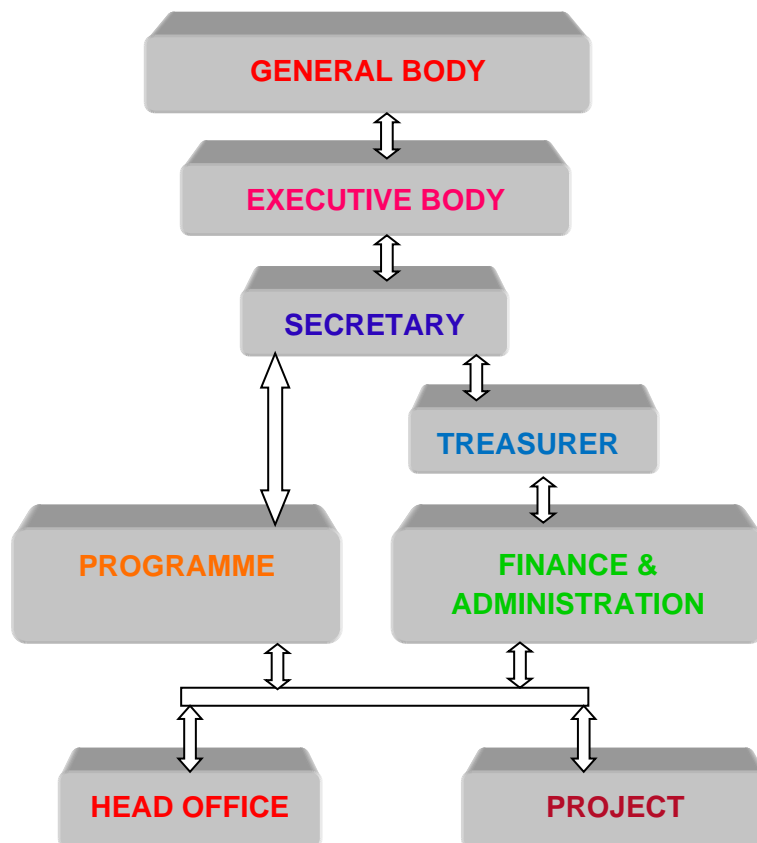 GENERAL BODY
EXECUTIVE BODY
SECRETARY
TREASURER
PROGRAMME
FINANCE &
ADMINISTRATION
HEAD OFFICE
PROJECT